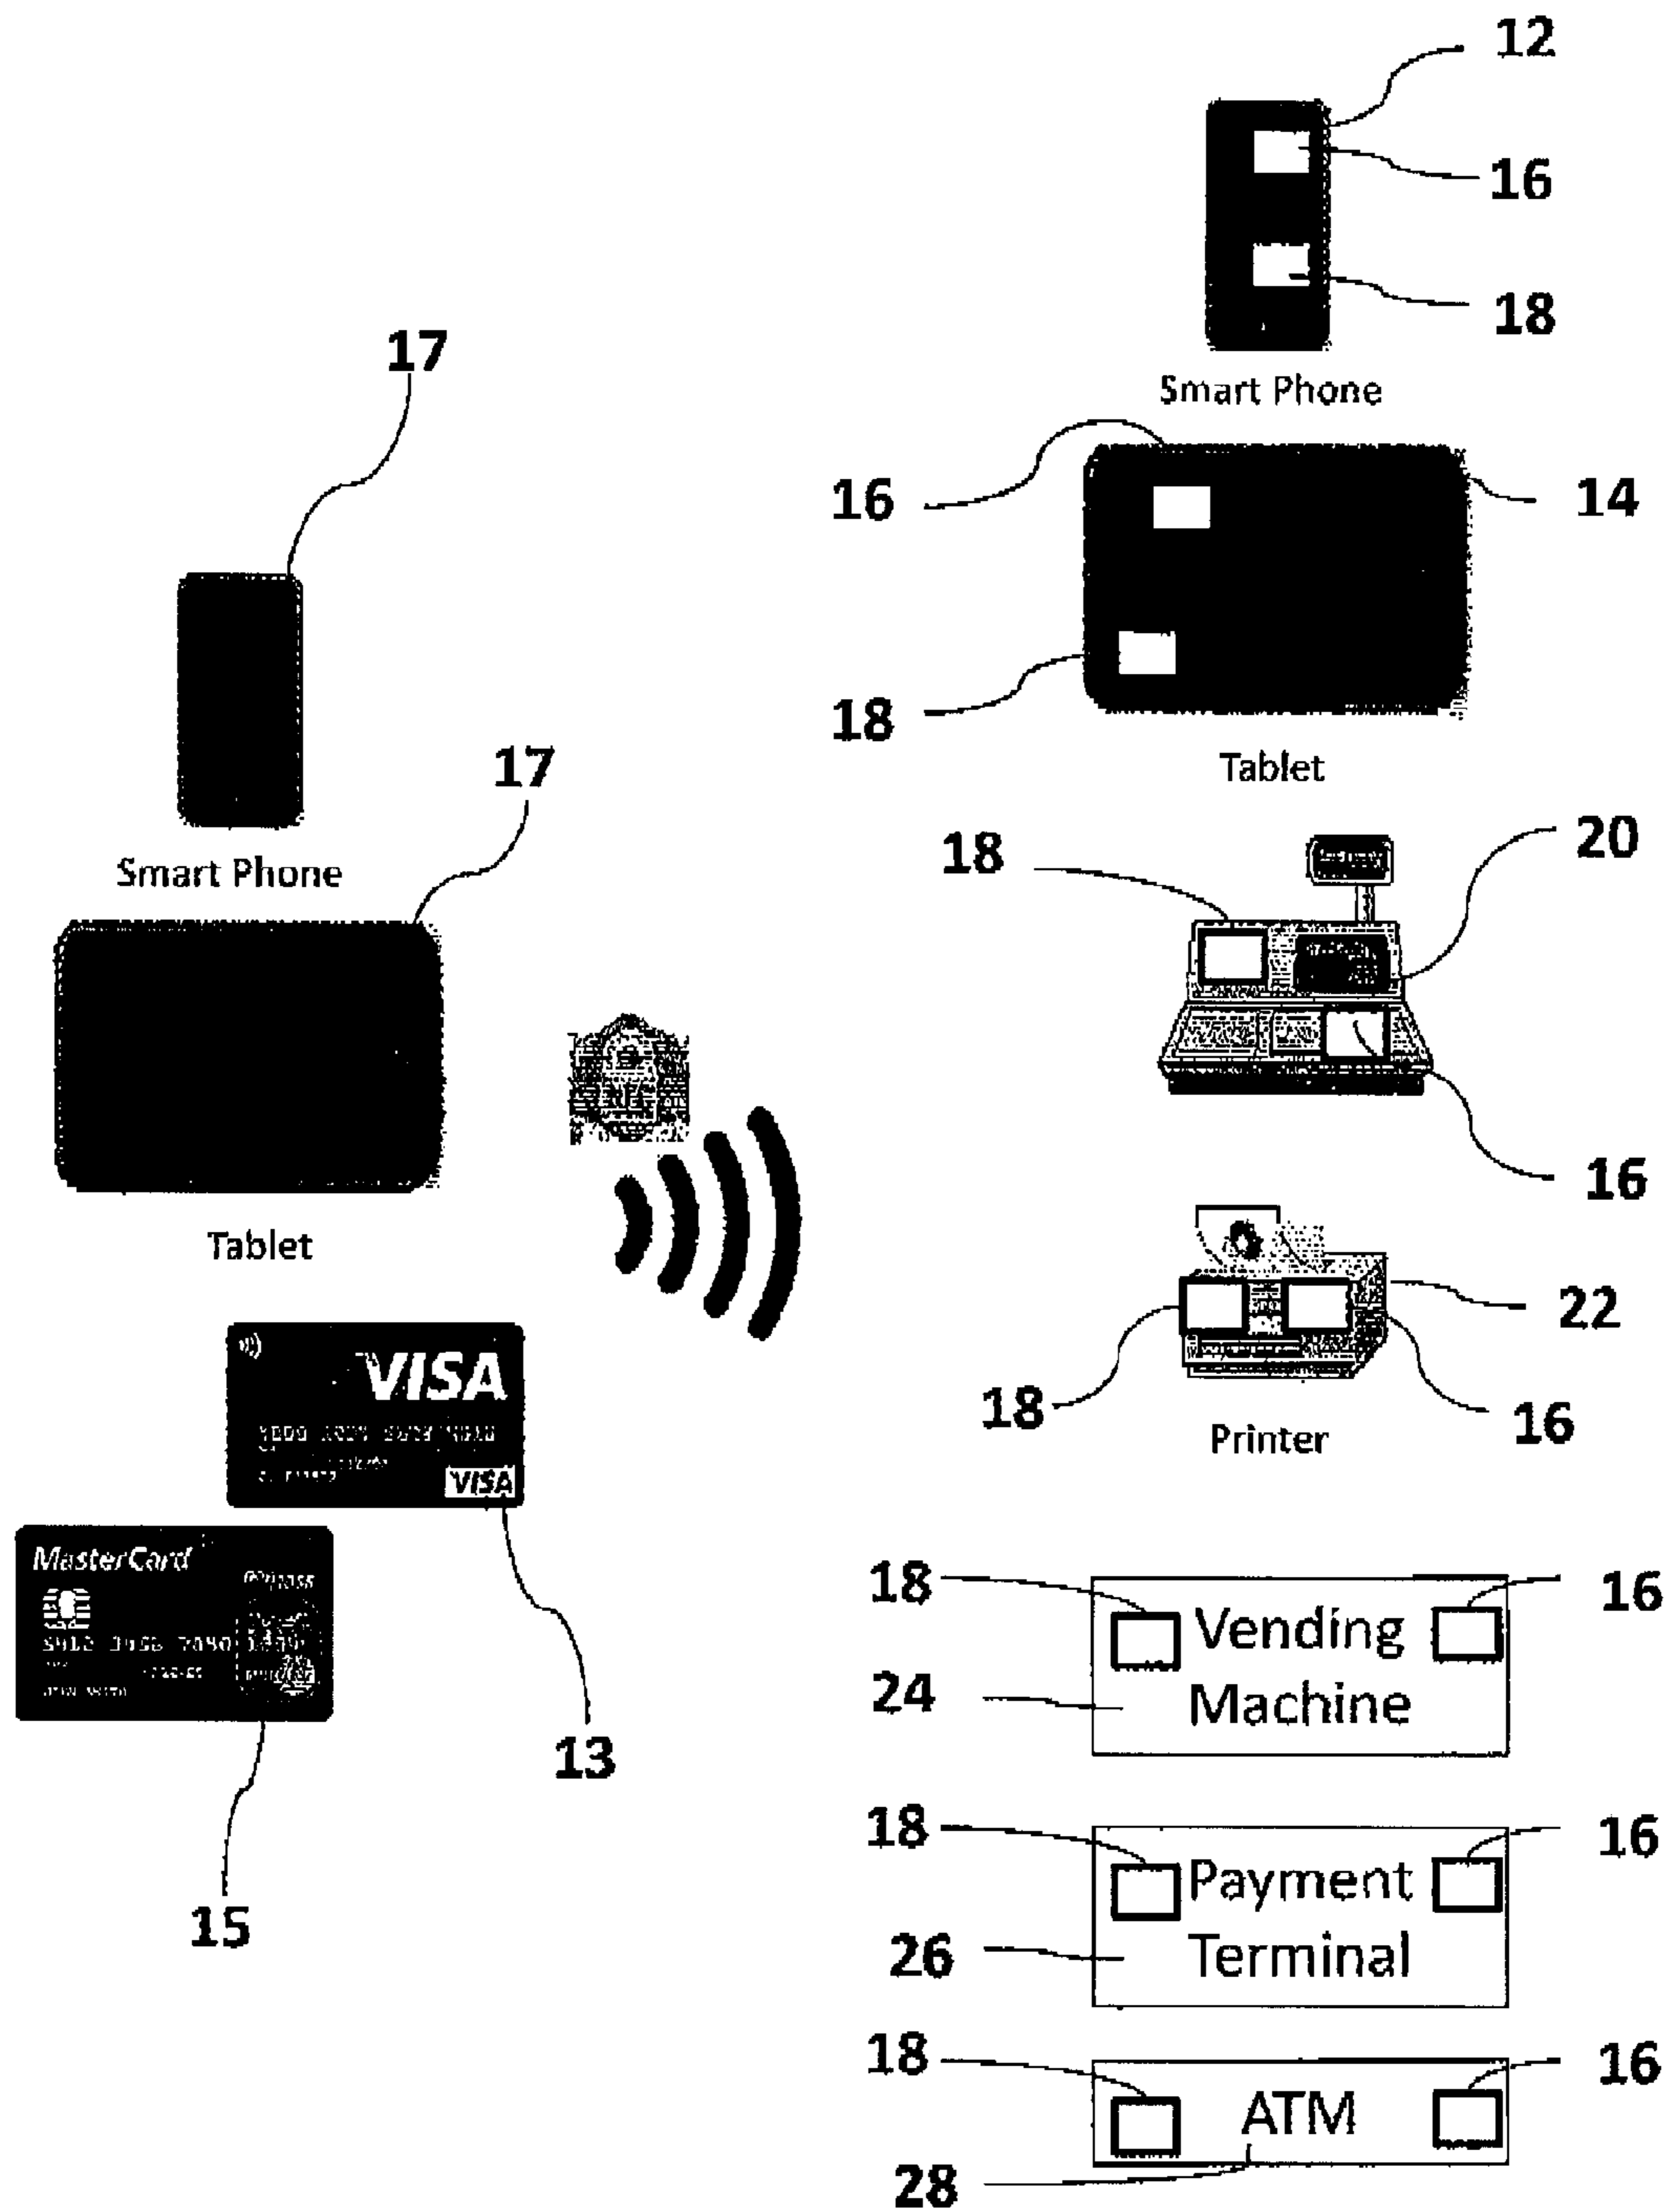 12
16
18
Smart Phone
16
14
18
Tablet
17
Smart Phone
17
Tablet
18
20
16
18
22
16
Printer
VISA
VISA
13
MasterCard
15
18
16
Vending
24
Machine
18
16
Payment
26
Terminal
18
16
ATM
28